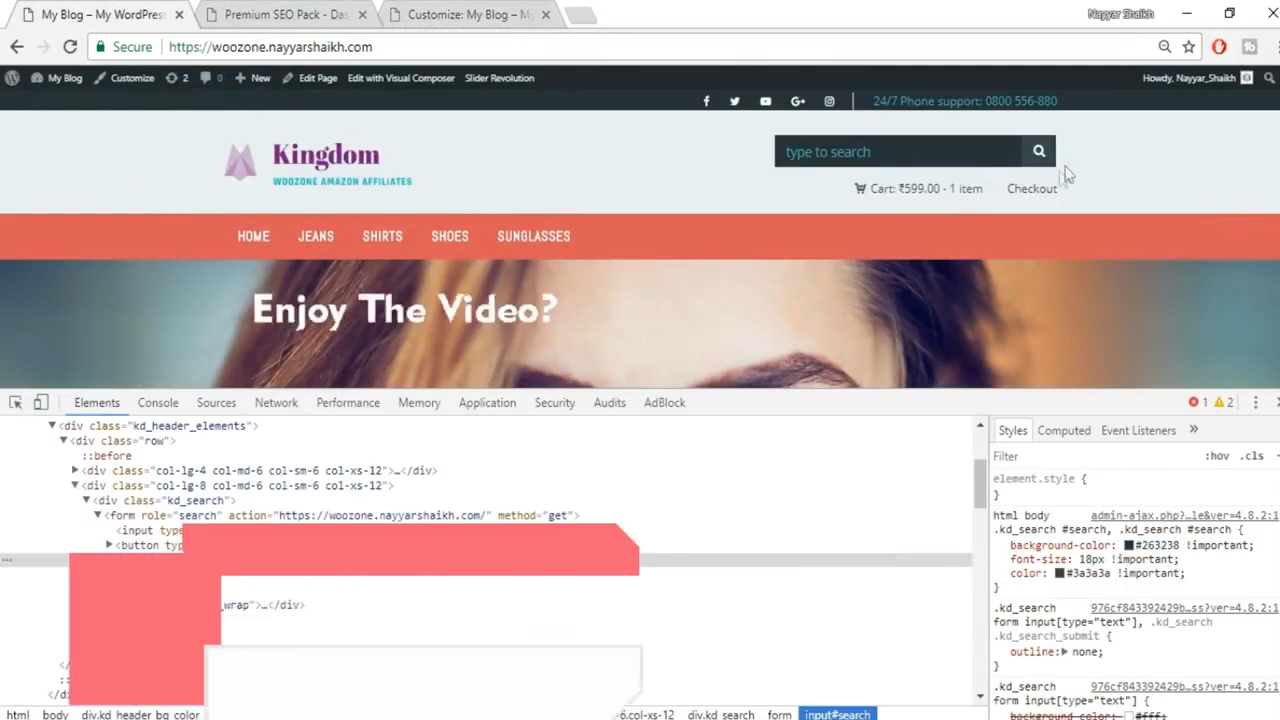 My Blog – My WordPres
Premium SEO Pack - Das
Customize: My Blog – M
Nayyar Shaikh
Secure
https://woozone.nayyarshaikh.com
My Blog
Customize
2
0
New
Edit Page
Edit with Visual Composer
Slider Revolution
Howdy, Nayyar_Shaikh
24/7 Phone support: 0800 556-880
Kingdom
WOOZONE AMAZON AFFILIATES
type to search
Cart: ₹599.00 - 1 item
Checkout
HOME
JEANS
SHIRTS
SHOES
SUNGLASSES
Enjoy The Video?
Elements
Console
Sources
Network
Performance
Memory
Application
Security
Audits
AdBlock
1
2
<div class="kd_header_elements">
<div class="row">
::before
<div class="col-lg-4 col-md-6 col-sm-6 col-xs-12">…</div>
<div class="col-lg-8 col-md-6 col-sm-6 col-xs-12">
<div class="kd_search">
<form role="search" action="https://woozone.nayyarshaikh.com/" method="get">
<input type
<button typ
…
_wrap">…</div>
</
::
</di
html
body
div.kd_header_bg_color
-6.col-xs-12
div.kd_search
form
input#search
Styles
Computed
Event Listeners
»
Filter
:hov
.cls
element.style {
}
html body
admin-ajax.php?…le&ver=4.8.2:1
.kd_search #search, .kd_search #search {
background-color: #263238 !important;
font-size: 18px !important;
color: #3a3a3a !important;
}
.kd_search
976cf843392429b…ss?ver=4.8.2:1
form input[type="text"], .kd_search
.kd_search_submit {
outline: none;
}
.kd_search
976cf843392429b…ss?ver=4.8.2:1
form input[type="text"] {
background-color: #fff;